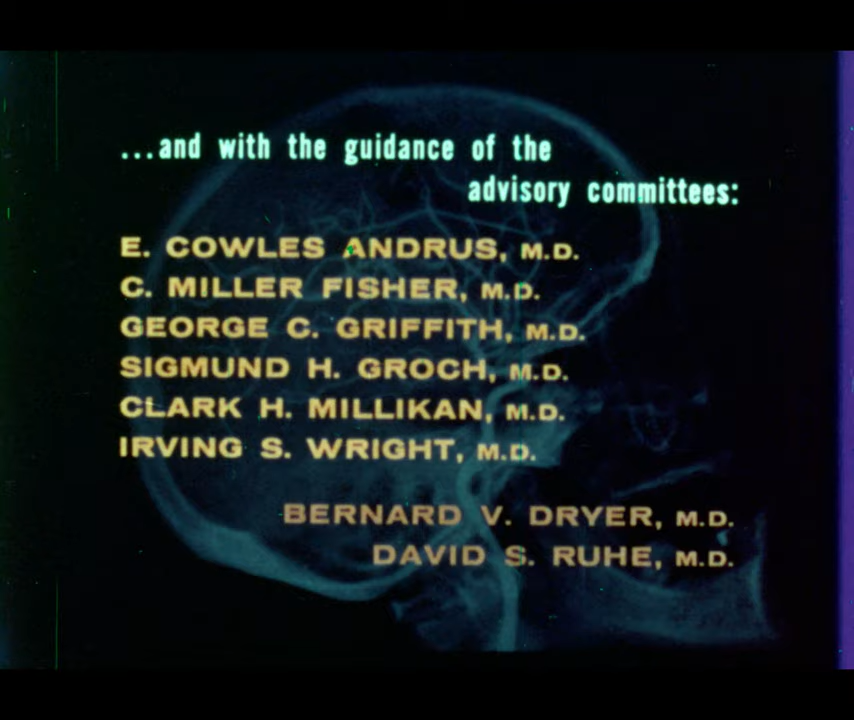 ...and with the guidance of the
advisory committees:
E. COWLES ANDRUS, M.D.
C. MILLER FISHER, M.D.
GEORGE C. GRIFFITH, M.D.
SIGMUND H. GROCH, M.D.
CLARK H. MILLIKAN, M.D.
IRVING S. WRIGHT, M.D.
BERNARD V. DRYER, M.D.
DAVID S. RUHE, M.D.